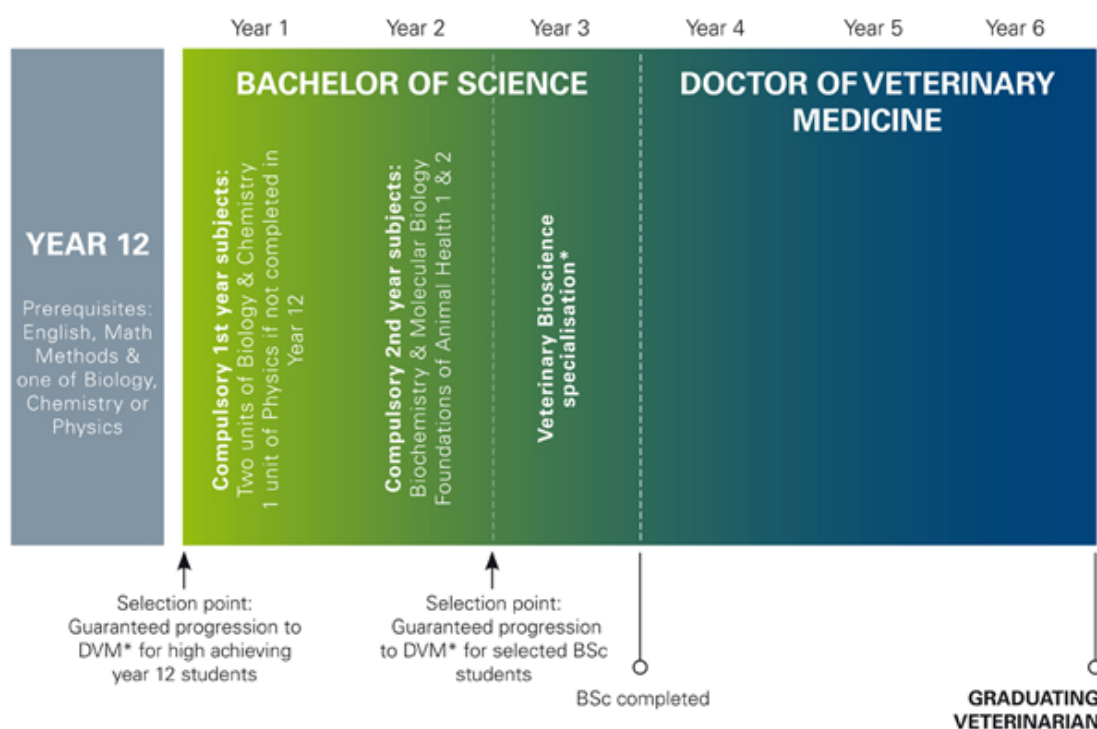 Year 1
Year 2
Year 3
Year 4
Year 5
Year 6
BACHELOR OF SCIENCE
DOCTOR OF VETERINARY
MEDICINE
YEAR 12
Prerequisites:
English, Math
Methods &
one of Biology,
Chemistry or
Physics
Compulsory 1st year subjects:
Two units of Biology & Chemistry
1 unit of Physics if not completed in
Year 12
Compulsory 2nd year subjects:
Biochemistry & Molecular Biology
Foundations of Animal Health 1 & 2
Veterinary Bioscience
specialisation*
Selection point:
Guaranteed progression to
DVM* for high achieving
year 12 students
Selection point:
Guaranteed progression
to DVM* for selected BSc
students
BSc completed
GRADUATING
VETERINARIAN